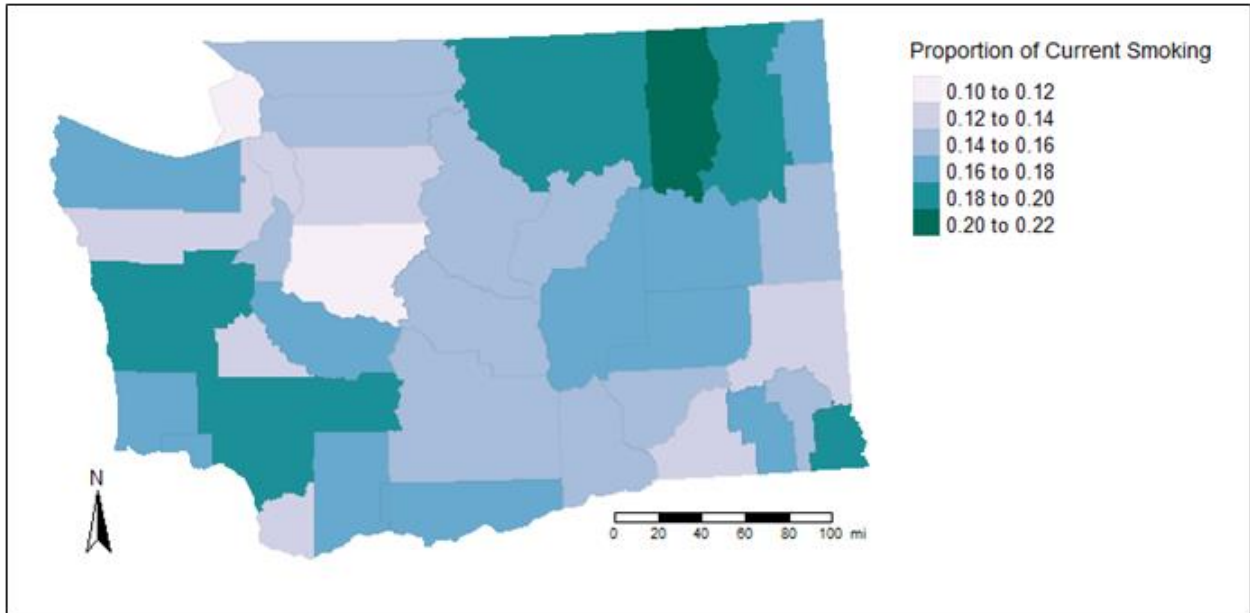 Proportion of Current Smoking
0.10 to 0.12
0.12 to 0.14
0.14 to 0.16
0.16 to 0.18
0.18 to 0.20
0.20 to 0.22
N
0 20 40 60 80 100 mi